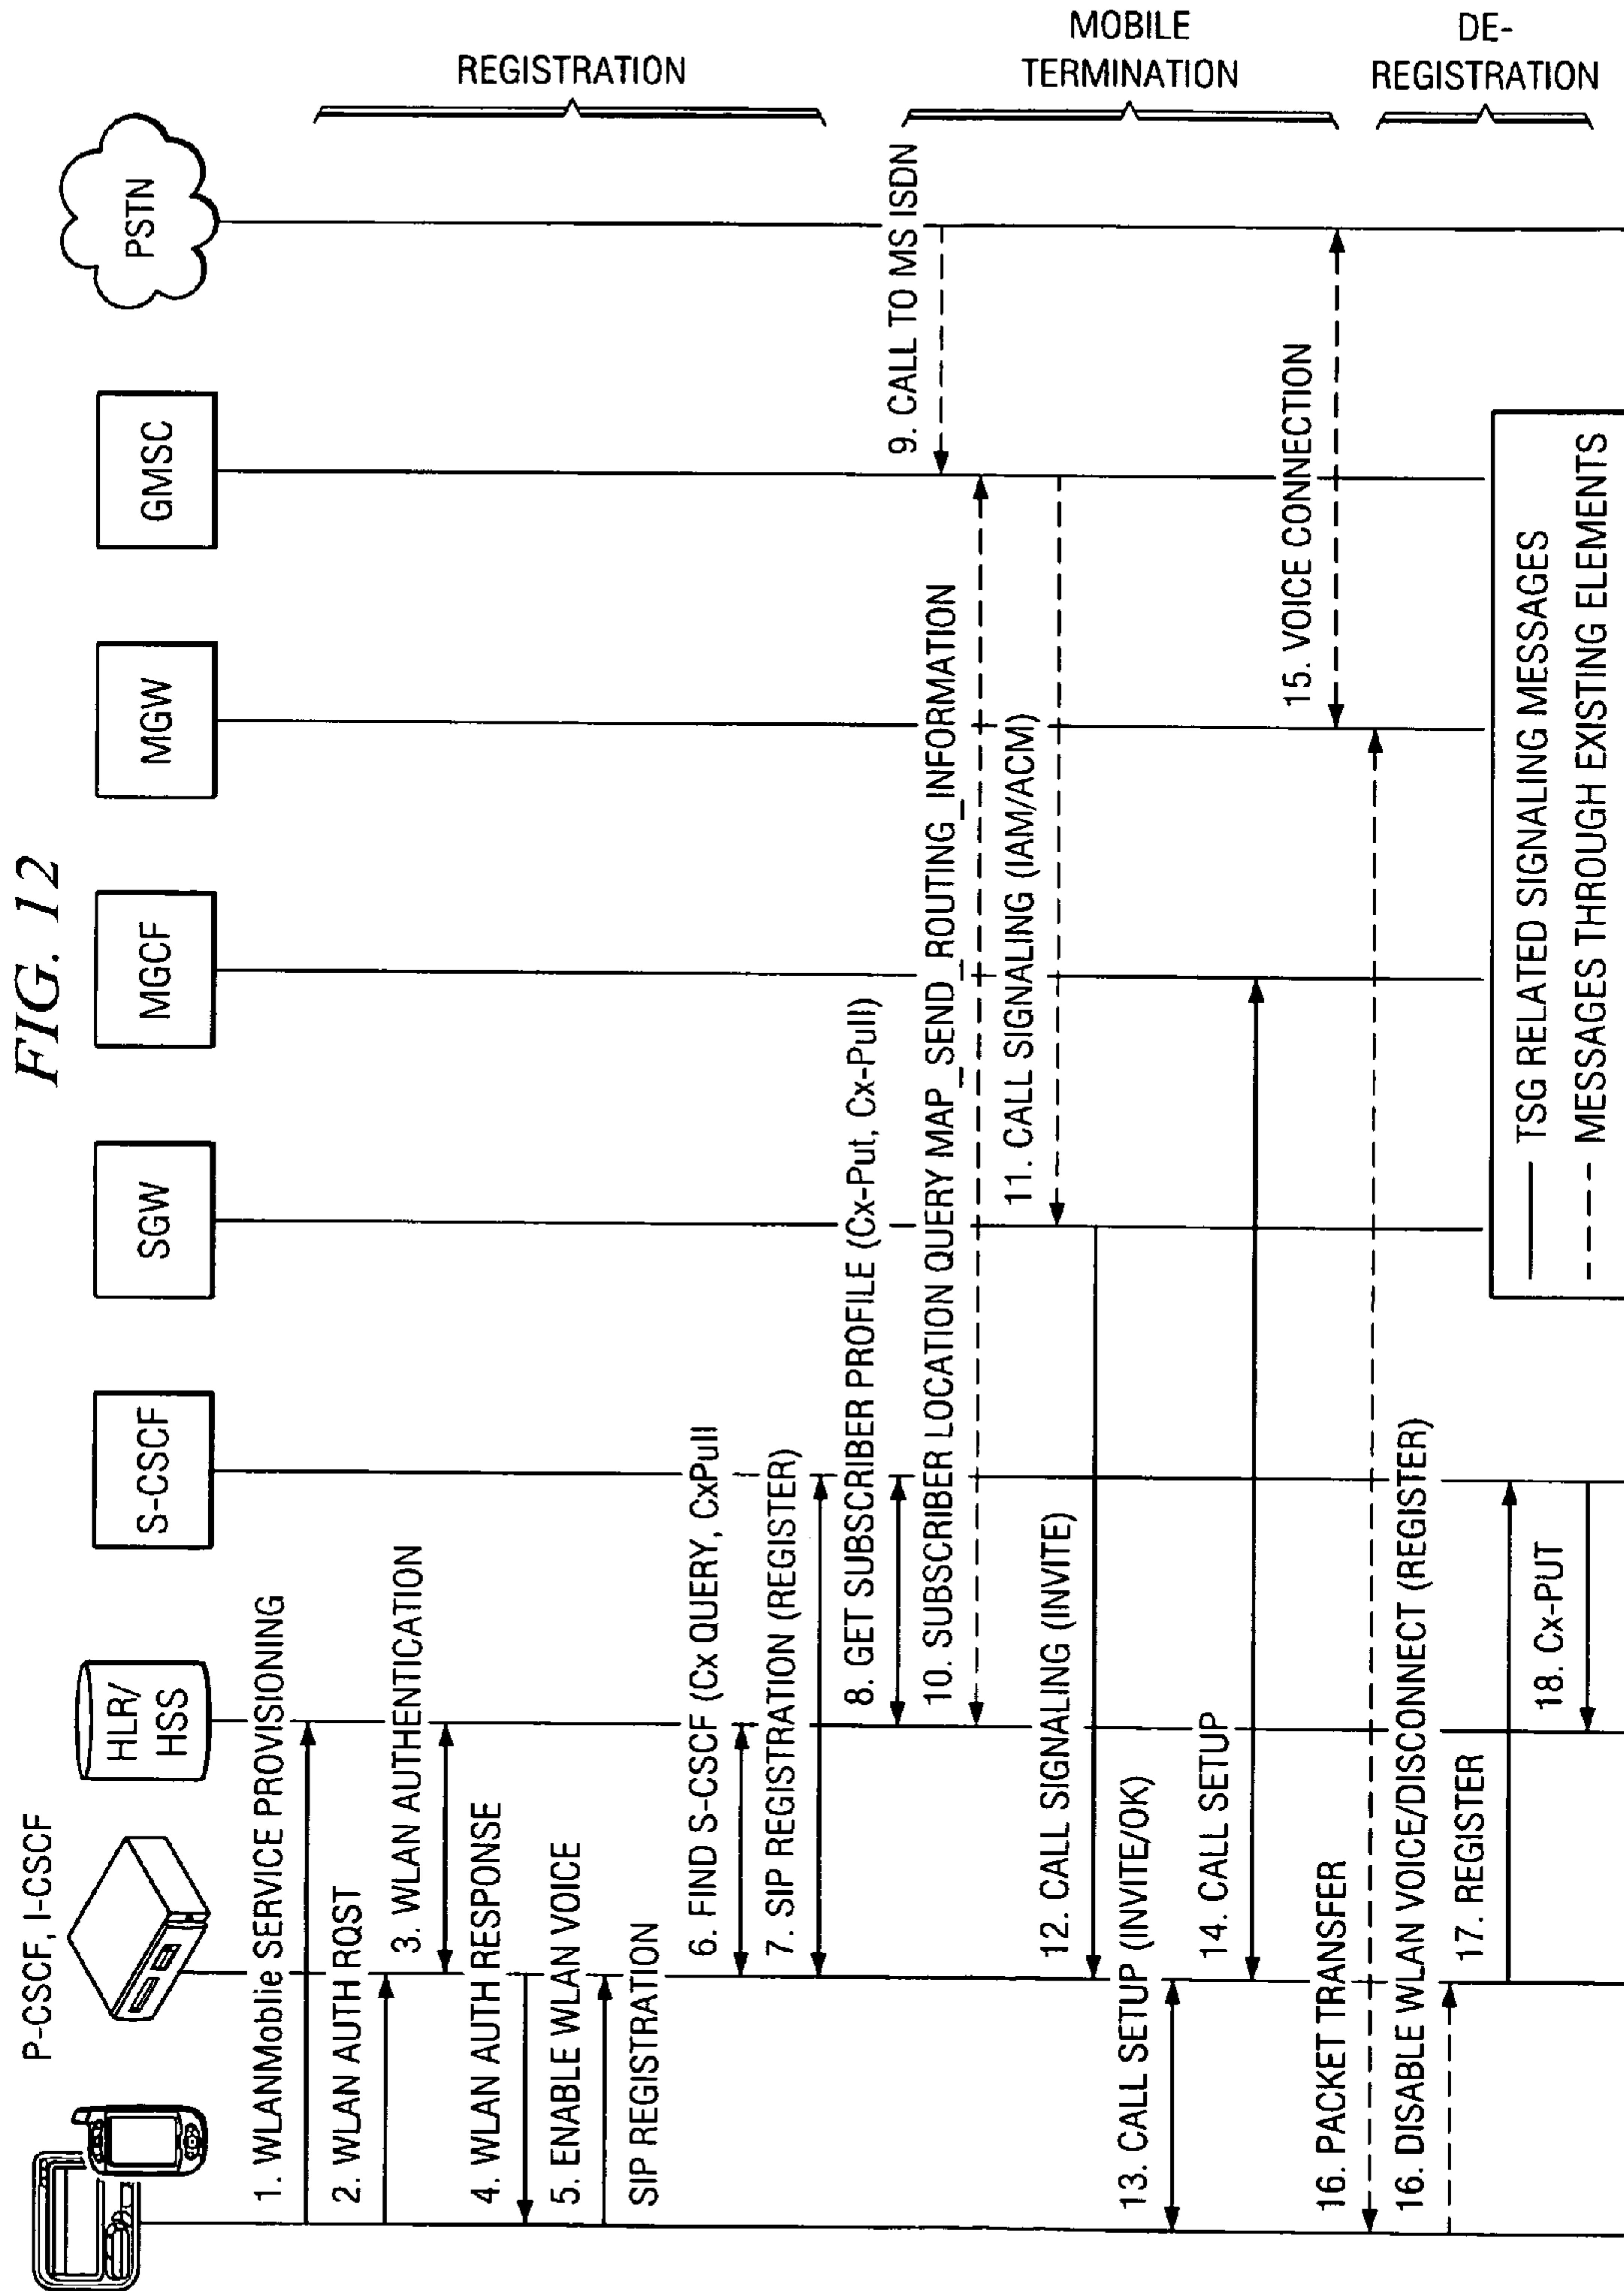 FIG. 12
P-CSCF, I-CSCF
HLR/
HSS
S-CSCF
SGW
MGCF
MGW
GMSC
PSTN
1. WLANMoblie SERVICE PROVISIONING
2. WLAN AUTH RQST
3. WLAN AUTHENTICATION
4. WLAN AUTH RESPONSE
5. ENABLE WLAN VOICE
SIP REGISTRATION
6. FIND S-CSCF (Cx QUERY, CxPull
7. SIP REGISTRATION (REGISTER)
8. GET SUBSCRIBER PROFILE (Cx-Put, Cx-Pull)
REGISTRATION
9. CALL TO MS ISDN
10. SUBSCRIBER LOCATION QUERY MAP_SEND_ROUTING_INFORMATION
11. CALL SIGNALING (IAM/ACM)
12. CALL SIGNALING (INVITE)
13. CALL SETUP (INVITE/OK)
14. CALL SETUP
15. VOICE CONNECTION
MOBILE
TERMINATION
16. PACKET TRANSFER
16. DISABLE WLAN VOICE/DISCONNECT (REGISTER)
17. REGISTER
18. Cx-PUT
DE-
REGISTRATION
TSG RELATED SIGNALING MESSAGES
MESSAGES THROUGH EXISTING ELEMENTS